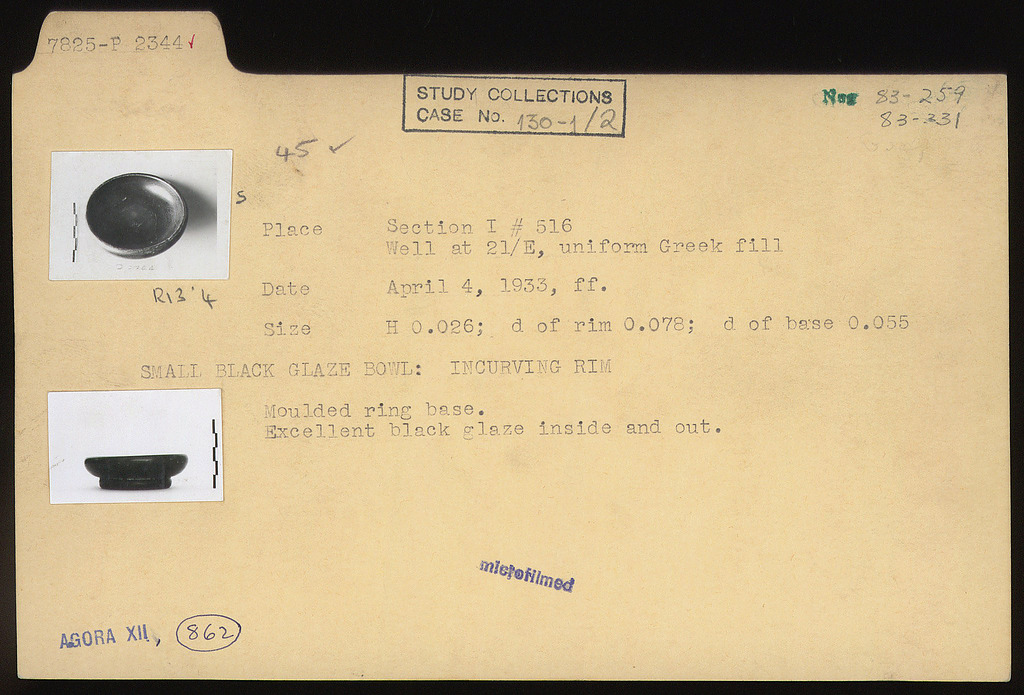 7825-P 2344✓
STUDY COLLECTIONS
CASE No. 130-1/2
Neg 83-259
83-331
45 ✓
S
Place Section I # 516
Well at 21/E, uniform Greek fill
R13'4
Date April 4, 1933, ff.
Size H 0.026; d of rim 0.078; d of base 0.055
SMALL BLACK GLAZE BOWL: INCURVING RIM
Moulded ring base.
Excellent black glaze inside and out.
microfilmed
AGORA XII, 862